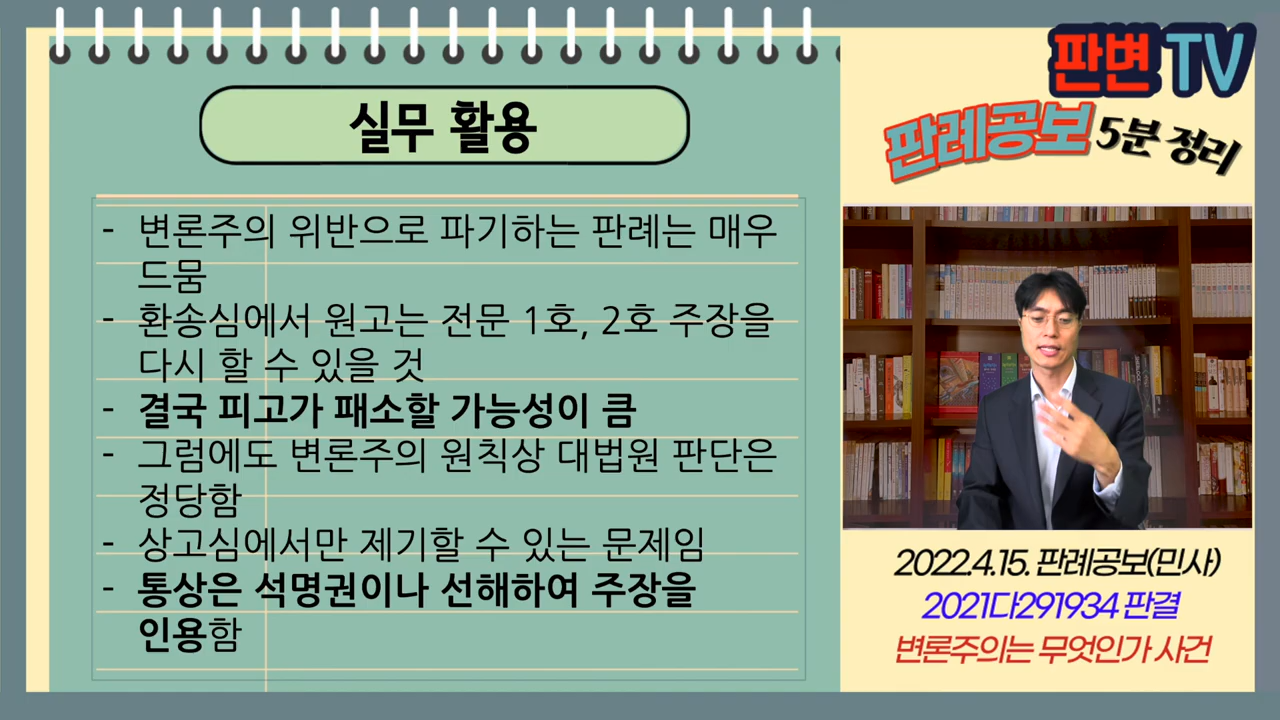 판변 TV
판례공보 5분 정리
실무 활용
- 변론주의 위반으로 파기하는 판례는 매우
드뭄
- 환송심에서 원고는 전문 1호, 2호 주장을
다시 할 수 있을 것
- 결국 피고가 패소할 가능성이 큼
- 그럼에도 변론주의 원칙상 대법원 판단은
정당함
- 상고심에서만 제기할 수 있는 문제임
- 통상은 석명권이나 선해하여 주장을
인용함
2022.4.15. 판례공보(민사)
2021다291934 판결
변론주의는 무엇인가 사건